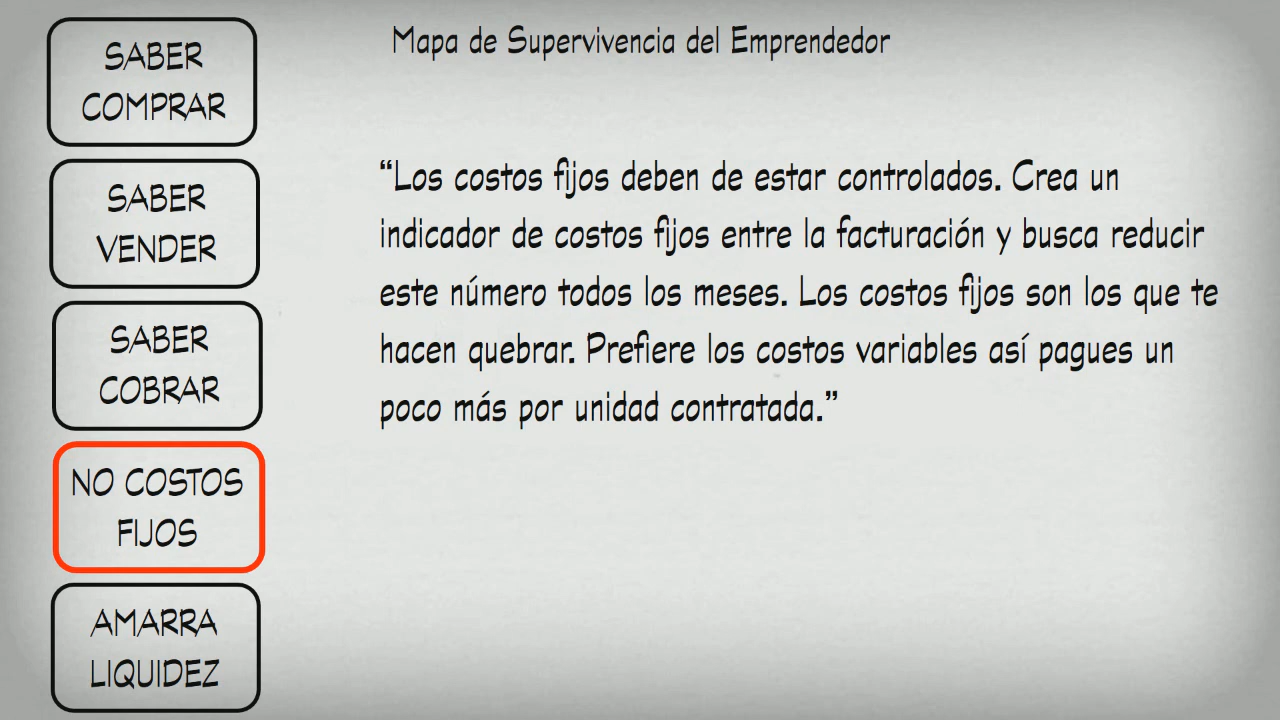 Mapa de Supervivencia del Emprendedor
SABER
COMPRAR
SABER
VENDER
SABER
COBRAR
NO COSTOS
FIJOS
AMARRA
LIQUIDEZ
“Los costos fijos deben de estar controlados. Crea un
indicador de costos fijos entre la facturación y busca reducir
este número todos los meses. Los costos fijos son los que te
hacen quebrar. Prefiere los costos variables así pagues un
poco más por unidad contratada.”